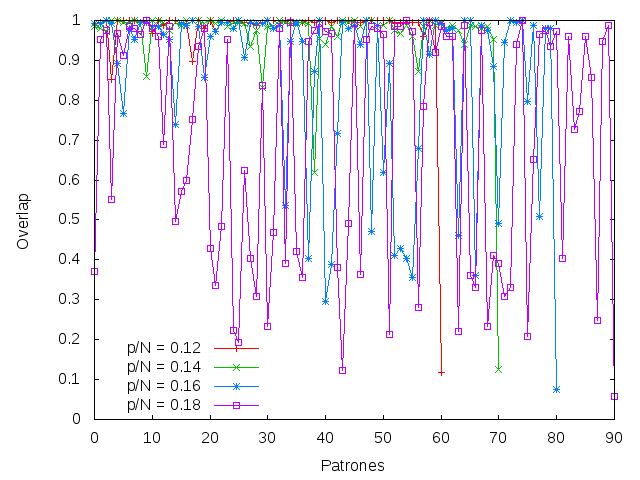 1
0.9
0.8
0.7
0.6
0.5
0.4
0.3
0.2
0.1
0
Overlap
p/N = 0.12
p/N = 0.14
p/N = 0.16
p/N = 0.18
0 10 20 30 40 50 60 70 80 90
Patrones